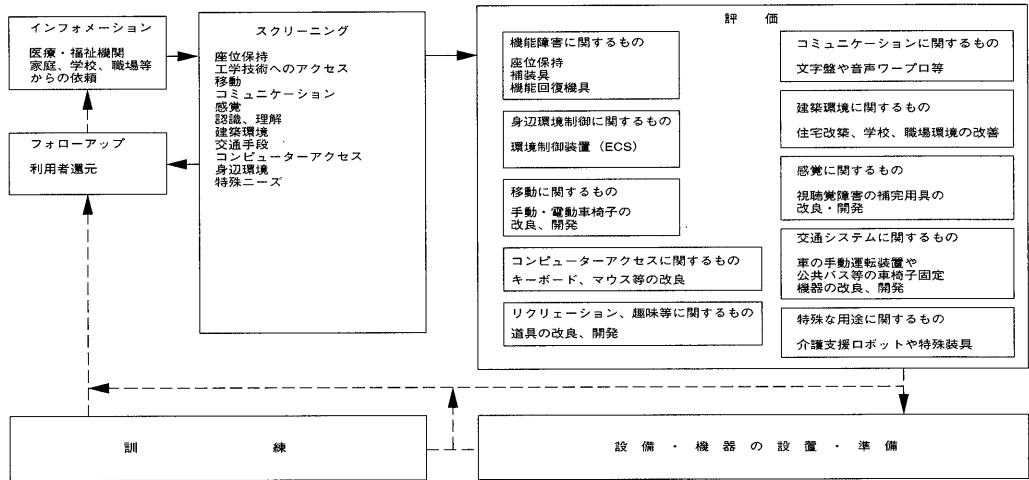 インフォメーション
医療・福祉機関
家庭、学校、職場等
からの依頼
フォローアップ
利用者還元
スクリーニング
座位保持
工学技術へのアクセス
移動
コミュニケーション
感覚
認識、理解
建築環境
交通手段
コンピューターアクセス
身辺環境
特殊ニーズ
評価
機能障害に関するもの
座位保持
補装具
機能回復機具
身辺環境制御に関するもの
環境制御装置（ECS）
移動に関するもの
手動・電動車椅子の
改良、開発
コンピューターアクセスに関するもの
キーボード、マウス等の改良
リクリェーション、趣味等に関するもの
道具の改良、開発
コミュニケーションに関するもの
文字盤や音声ワープロ等
建築環境に関するもの
住宅改築、学校、職場環境の改善
感覚に関するもの
視聴覚障害の補完用具の
改良・開発
交通システムに関するもの
車の手動運転装置や
公共バス等の車椅子固定
機器の改良、開発
特殊な用途に関するもの
介護支援ロボットや特殊装具
訓練
設備・機器の設置・準備